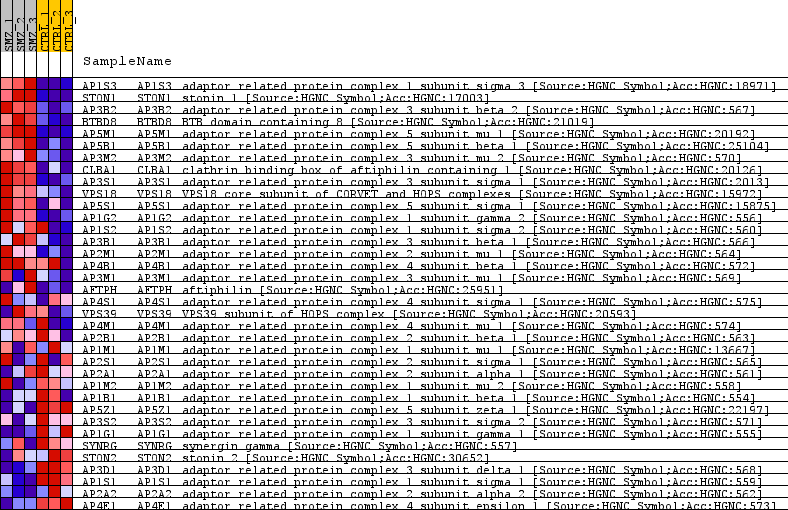 SMZ_1
SMZ_2
SMZ_3
CTRL_1
CTRL_2
CTRL_3
SampleName
AP1S3 AP1S3 adaptor related protein complex 1 subunit sigma 3 [Source:HGNC Symbol;Acc:HGNC:18971]
STON1 STON1 stonin 1 [Source:HGNC Symbol;Acc:HGNC:17003]
AP3B2 AP3B2 adaptor related protein complex 3 subunit beta 2 [Source:HGNC Symbol;Acc:HGNC:567]
BTBD8 BTBD8 BTB domain containing 8 [Source:HGNC Symbol;Acc:HGNC:21019]
AP5M1 AP5M1 adaptor related protein complex 5 subunit mu 1 [Source:HGNC Symbol;Acc:HGNC:20192]
AP5B1 AP5B1 adaptor related protein complex 5 subunit beta 1 [Source:HGNC Symbol;Acc:HGNC:25104]
AP3M2 AP3M2 adaptor related protein complex 3 subunit mu 2 [Source:HGNC Symbol;Acc:HGNC:570]
CLBA1 CLBA1 clathrin binding box of aftiphilin containing 1 [Source:HGNC Symbol;Acc:HGNC:20126]
AP3S1 AP3S1 adaptor related protein complex 3 subunit sigma 1 [Source:HGNC Symbol;Acc:HGNC:2013]
VPS18 VPS18 VPS18 core subunit of CORVET and HOPS complexes [Source:HGNC Symbol;Acc:HGNC:15972]
AP5S1 AP5S1 adaptor related protein complex 5 subunit sigma 1 [Source:HGNC Symbol;Acc:HGNC:15875]
AP1G2 AP1G2 adaptor related protein complex 1 subunit gamma 2 [Source:HGNC Symbol;Acc:HGNC:556]
AP1S2 AP1S2 adaptor related protein complex 1 subunit sigma 2 [Source:HGNC Symbol;Acc:HGNC:560]
AP3B1 AP3B1 adaptor related protein complex 3 subunit beta 1 [Source:HGNC Symbol;Acc:HGNC:566]
AP2M1 AP2M1 adaptor related protein complex 2 subunit mu 1 [Source:HGNC Symbol;Acc:HGNC:564]
AP4B1 AP4B1 adaptor related protein complex 4 subunit beta 1 [Source:HGNC Symbol;Acc:HGNC:572]
AP3M1 AP3M1 adaptor related protein complex 3 subunit mu 1 [Source:HGNC Symbol;Acc:HGNC:569]
AFTPH AFTPH aftiphilin [Source:HGNC Symbol;Acc:HGNC:25951]
AP4S1 AP4S1 adaptor related protein complex 4 subunit sigma 1 [Source:HGNC Symbol;Acc:HGNC:575]
VPS39 VPS39 VPS39 subunit of HOPS complex [Source:HGNC Symbol;Acc:HGNC:20593]
AP4M1 AP4M1 adaptor related protein complex 4 subunit mu 1 [Source:HGNC Symbol;Acc:HGNC:574]
AP2B1 AP2B1 adaptor related protein complex 2 subunit beta 1 [Source:HGNC Symbol;Acc:HGNC:563]
AP1M1 AP1M1 adaptor related protein complex 1 subunit mu 1 [Source:HGNC Symbol;Acc:HGNC:13667]
AP2S1 AP2S1 adaptor related protein complex 2 subunit sigma 1 [Source:HGNC Symbol;Acc:HGNC:565]
AP2A1 AP2A1 adaptor related protein complex 2 subunit alpha 1 [Source:HGNC Symbol;Acc:HGNC:561]
AP1M2 AP1M2 adaptor related protein complex 1 subunit mu 2 [Source:HGNC Symbol;Acc:HGNC:558]
AP1B1 AP1B1 adaptor related protein complex 1 subunit beta 1 [Source:HGNC Symbol;Acc:HGNC:554]
AP5Z1 AP5Z1 adaptor related protein complex 5 subunit zeta 1 [Source:HGNC Symbol;Acc:HGNC:22197]
AP3S2 AP3S2 adaptor related protein complex 3 subunit sigma 2 [Source:HGNC Symbol;Acc:HGNC:571]
AP1G1 AP1G1 adaptor related protein complex 1 subunit gamma 1 [Source:HGNC Symbol;Acc:HGNC:555]
SYNRG SYNRG synergin gamma [Source:HGNC Symbol;Acc:HGNC:557]
STON2 STON2 stonin 2 [Source:HGNC Symbol;Acc:HGNC:30652]
AP3D1 AP3D1 adaptor related protein complex 3 subunit delta 1 [Source:HGNC Symbol;Acc:HGNC:568]
AP1S1 AP1S1 adaptor related protein complex 1 subunit sigma 1 [Source:HGNC Symbol;Acc:HGNC:559]
AP2A2 AP2A2 adaptor related protein complex 2 subunit alpha 2 [Source:HGNC Symbol;Acc:HGNC:562]
AP4E1 AP4E1 adaptor related protein complex 4 subunit epsilon 1 [Source:HGNC Symbol;Acc:HGNC:573]